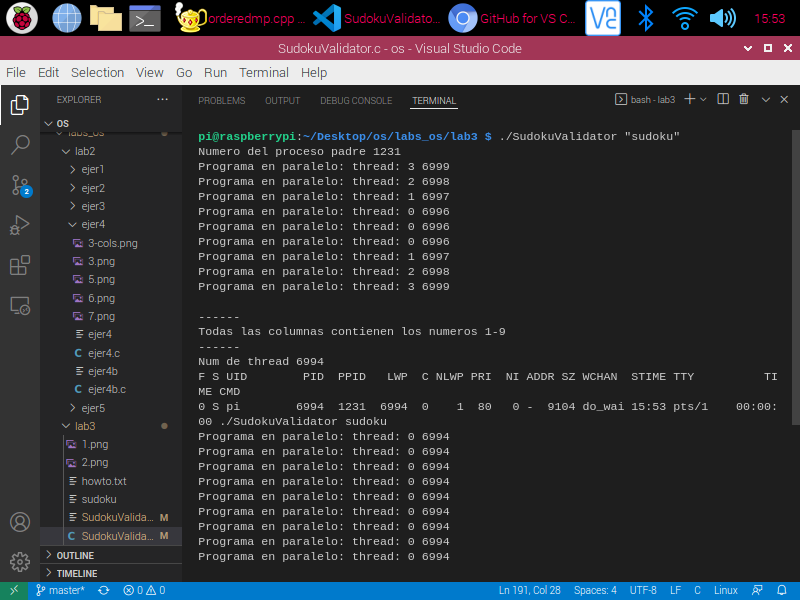 orderedmp.cpp ...
SudokuValidato...
GitHub for VS C...
15:53
SudokuValidator.c - os - Visual Studio Code
File Edit Selection View Go Run Terminal Help
EXPLORER
PROBLEMS OUTPUT DEBUG CONSOLE TERMINAL
bash - lab3
OS
labs_os
lab2
ejer1
ejer2
ejer3
ejer4
3-cols.png
3.png
5.png
6.png
7.png
ejer4
C ejer4.c
ejer4b
C ejer4b.c
ejer5
lab3
1.png
2.png
howto.txt
sudoku
SudokuValida... M
C SudokuValida... M
OUTLINE
TIMELINE
2
pi@raspberrypi:~/Desktop/os/labs_os/lab3 $ ./SudokuValidator "sudoku"
Numero del proceso padre 1231
Programa en paralelo: thread: 3 6999
Programa en paralelo: thread: 2 6998
Programa en paralelo: thread: 1 6997
Programa en paralelo: thread: 0 6996
Programa en paralelo: thread: 0 6996
Programa en paralelo: thread: 0 6996
Programa en paralelo: thread: 1 6997
Programa en paralelo: thread: 2 6998
Programa en paralelo: thread: 3 6999
------
Todas las columnas contienen los numeros 1-9
------
Num de thread 6994
F S UID PID PPID LWP C NLWP PRI NI ADDR SZ WCHAN STIME TTY TI
ME CMD
0 S pi 6994 1231 6994 0 1 80 0 - 9104 do_wai 15:53 pts/1 00:00:
00 ./SudokuValidator sudoku
Programa en paralelo: thread: 0 6994
Programa en paralelo: thread: 0 6994
Programa en paralelo: thread: 0 6994
Programa en paralelo: thread: 0 6994
Programa en paralelo: thread: 0 6994
Programa en paralelo: thread: 0 6994
Programa en paralelo: thread: 0 6994
Programa en paralelo: thread: 0 6994
Programa en paralelo: thread: 0 6994
master* 0 0 Ln 191, Col 28 Spaces: 4 UTF-8 LF C Linux